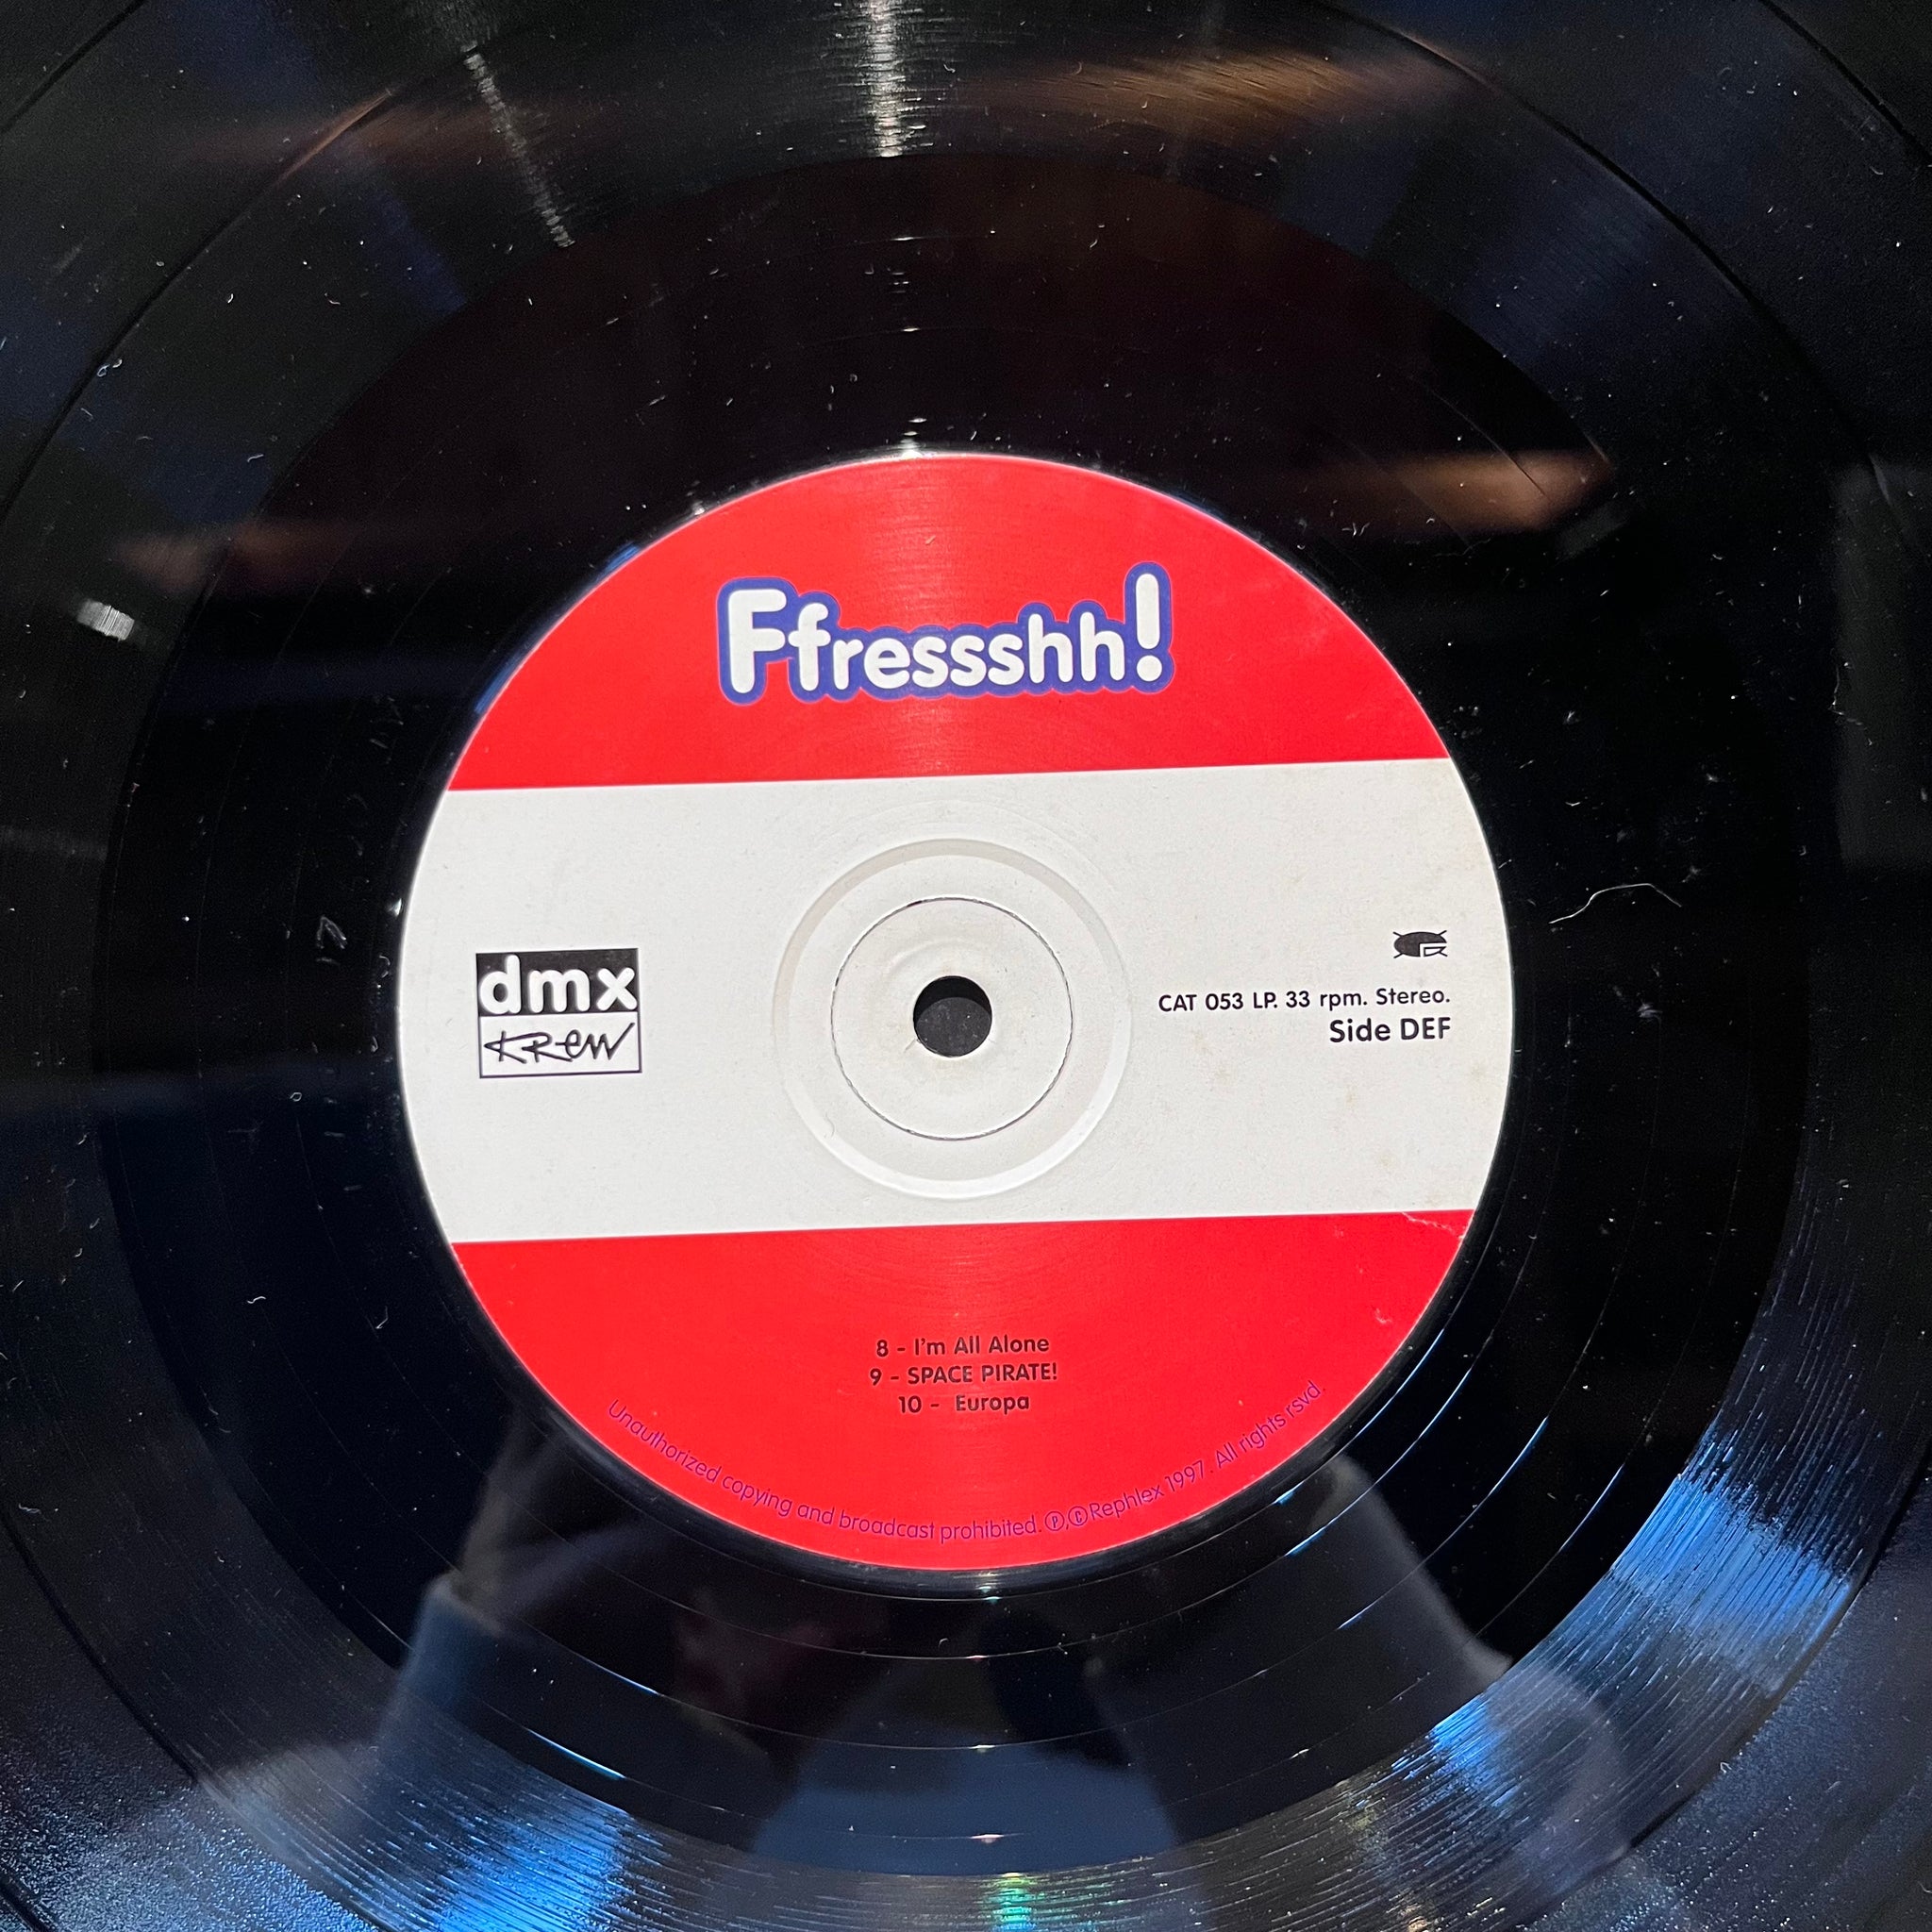 Ffressshh!
dmx
KRew
CAT 053 LP. 33 rpm. Stereo.
Side DEF
8 - I'm All Alone
9 - SPACE PIRATE!
10 - Europa
Unauthorized copying and broadcast prohibited. ℗,©Rephlex 1997. All rights rsvd.